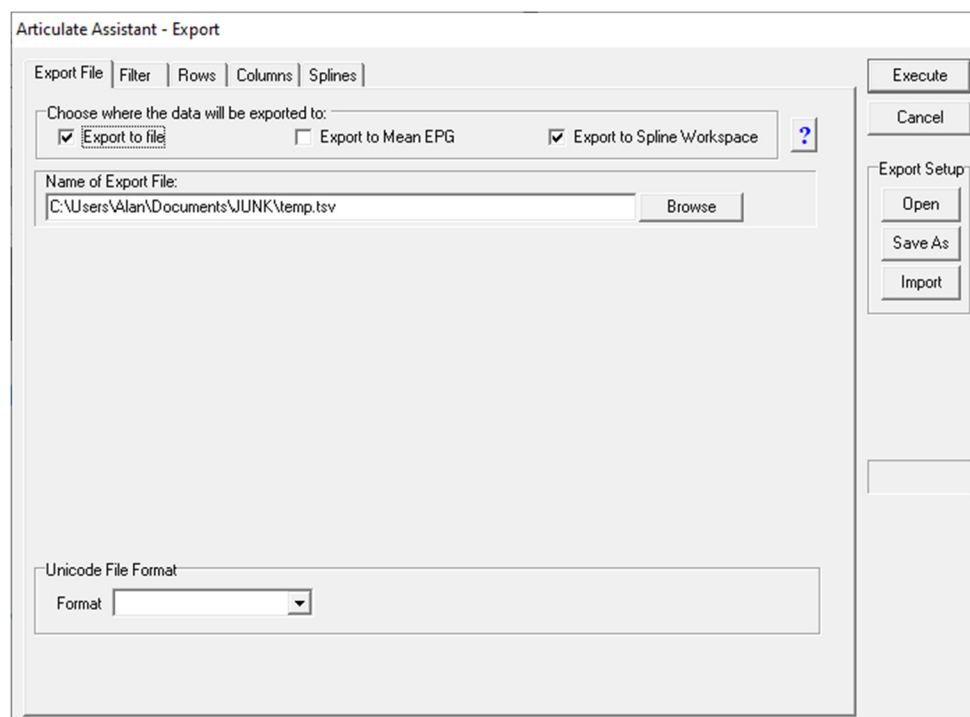 Articulate Assistant - Export
Export File Filter Rows Columns Splines
Execute
Cancel
Choose where the data will be exported to:
Export to file Export to Mean EPG Export to Spline Workspace ?
Name of Export File:
C:\Users\Alan\Documents\JUNK\temp.tsv Browse
Export Setup
Open
Save As
Import
Unicode File Format
Format